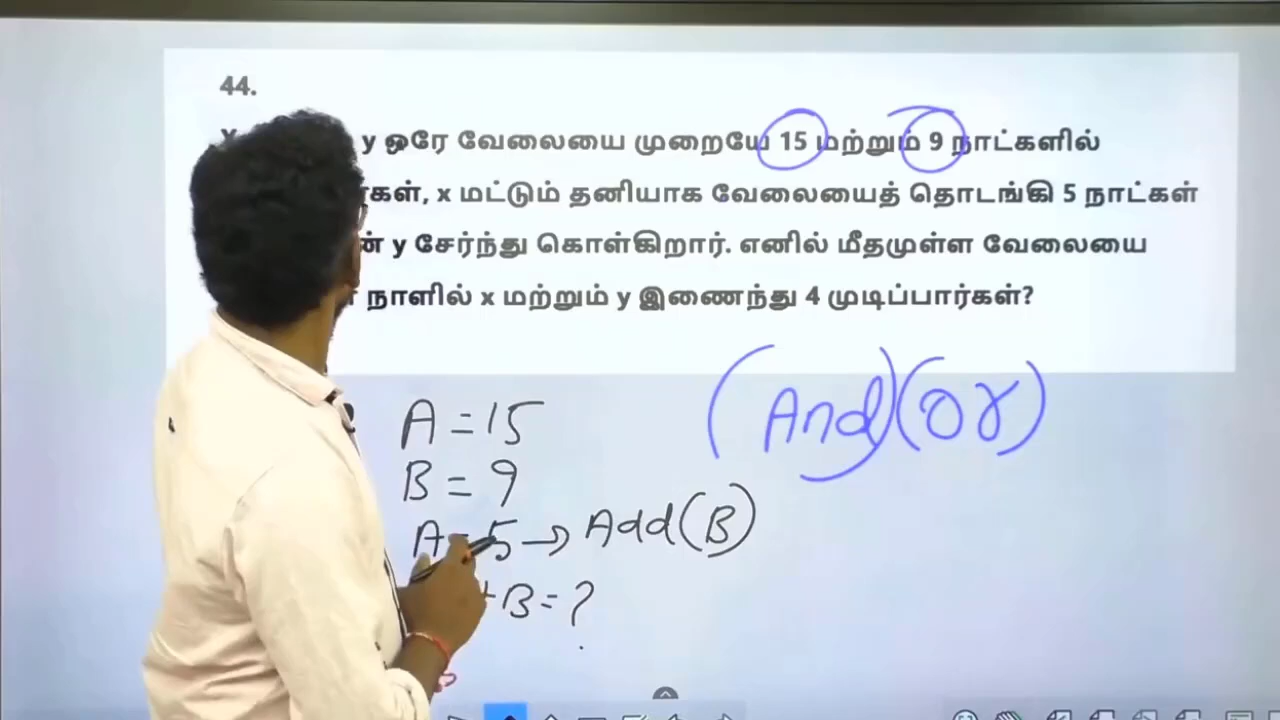 44.
y ஒரே வேலையை முறையே 15 மற்றும் 9 நாட்களில்
x மட்டும் தனியாக வேலையைத் தொடங்கி 5 நாட்கள்
y சேர்ந்து கொள்கிறார். எனில் மீதமுள்ள வேலையை
நாளில் x மற்றும் y இணைந்து 4 முடிப்பார்கள்?
(And)(or)
A = 15
B = 9
A = 5 → Add(B)
+B = ?